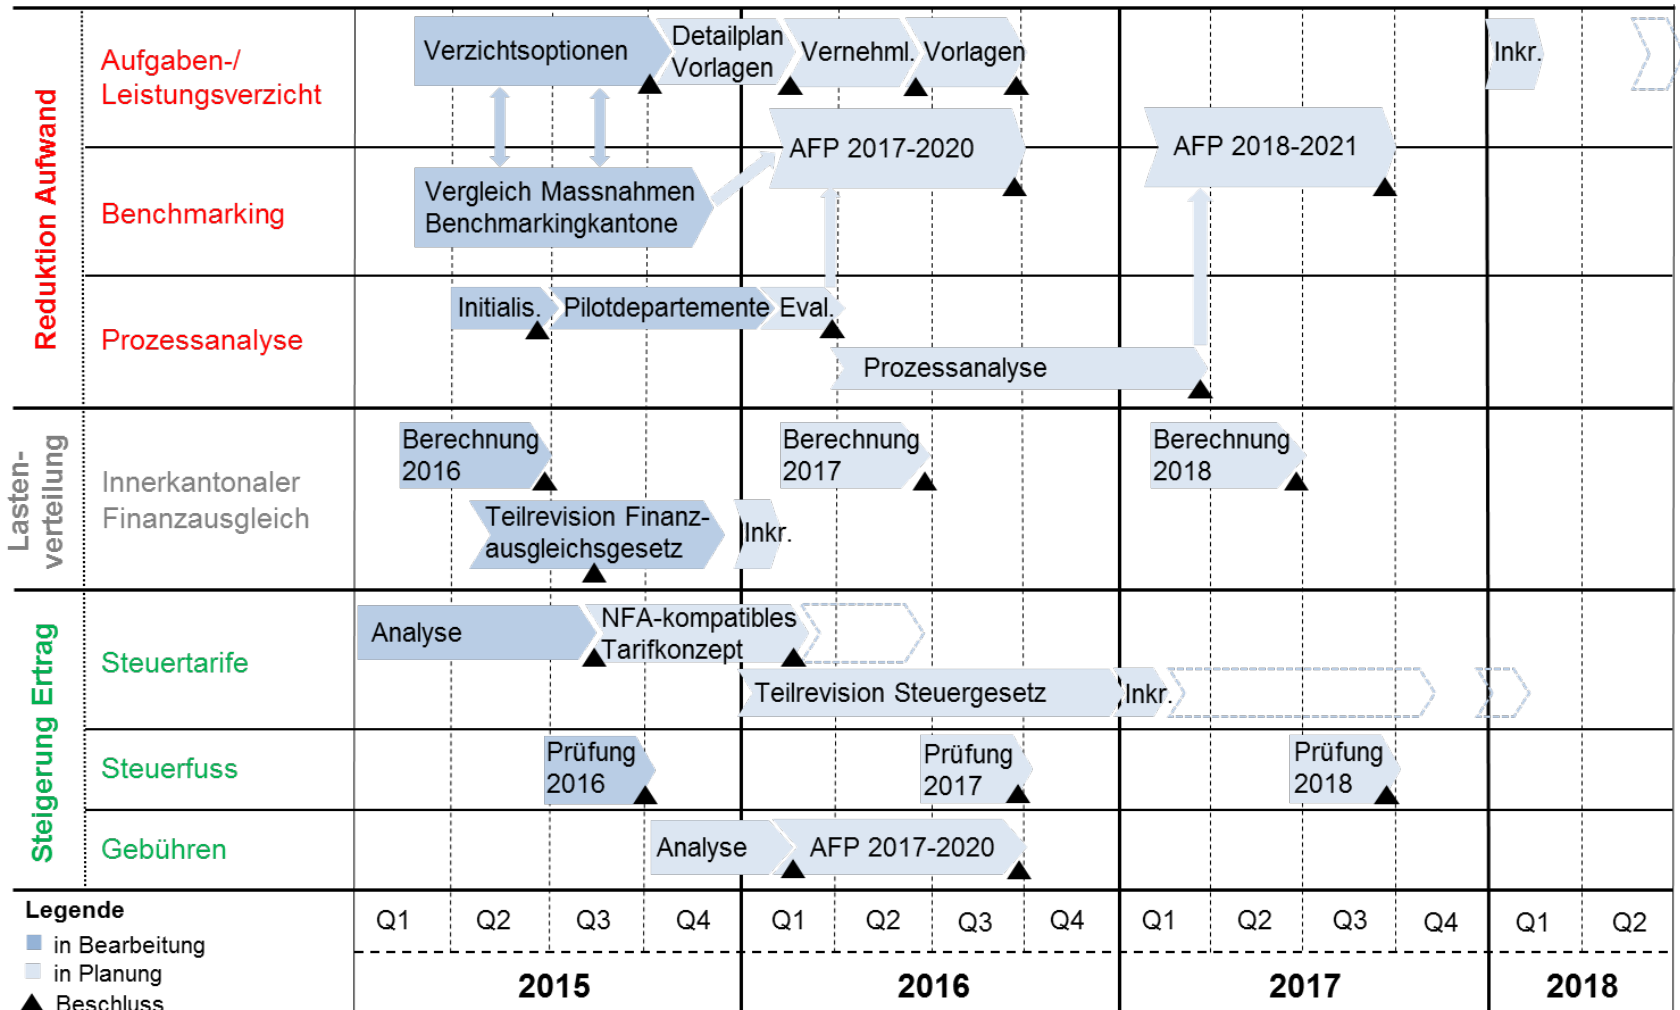 Reduktion Aufwand
Aufgaben-/
Leistungsverzicht
Verzichtsoptionen
Detailplan
Vorlagen
Vernehml.
Vorlagen
Inkr.
AFP 2017-2020
AFP 2018-2021
Benchmarking
Vergleich Massnahmen
Benchmarkingkantone
Prozessanalyse
Initialis.
Pilotdepartemente
Eval.
Prozessanalyse
Lasten-
verteilung
Innerkantonaler
Finanzausgleich
Berechnung
2016
Berechnung
2017
Berechnung
2018
Teilrevision Finanz-
ausgleichsgesetz
Inkr.
Steigerung Ertrag
Steuertarife
Analyse
NFA-kompatibles
Tarifkonzept
Teilrevision Steuergesetz
Inkr.
Steuerfuss
Prüfung
2016
Prüfung
2017
Prüfung
2018
Gebühren
Analyse
AFP 2017-2020
Legende
in Bearbeitung
in Planung
Beschluss
Q1 Q2 Q3 Q4 Q1 Q2 Q3 Q4 Q1 Q2 Q3 Q4 Q1 Q2
2015 2016 2017 2018